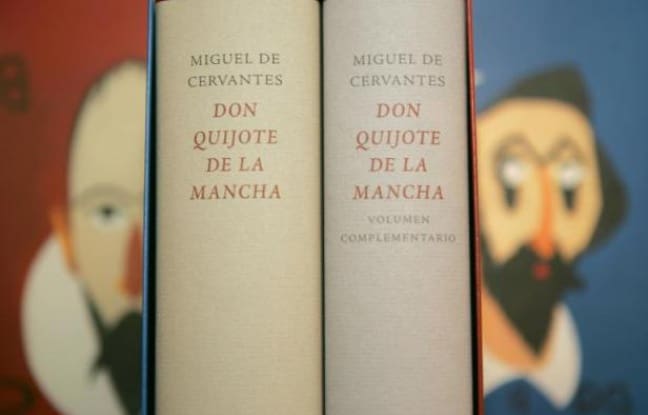 MIGUEL DE
CERVANTES
DON
QUIJOTE
DE LA
MANCHA
MIGUEL DE
CERVANTES
DON
QUIJOTE
DE LA
MANCHA
VOLUMEN
COMPLEMENTARIO